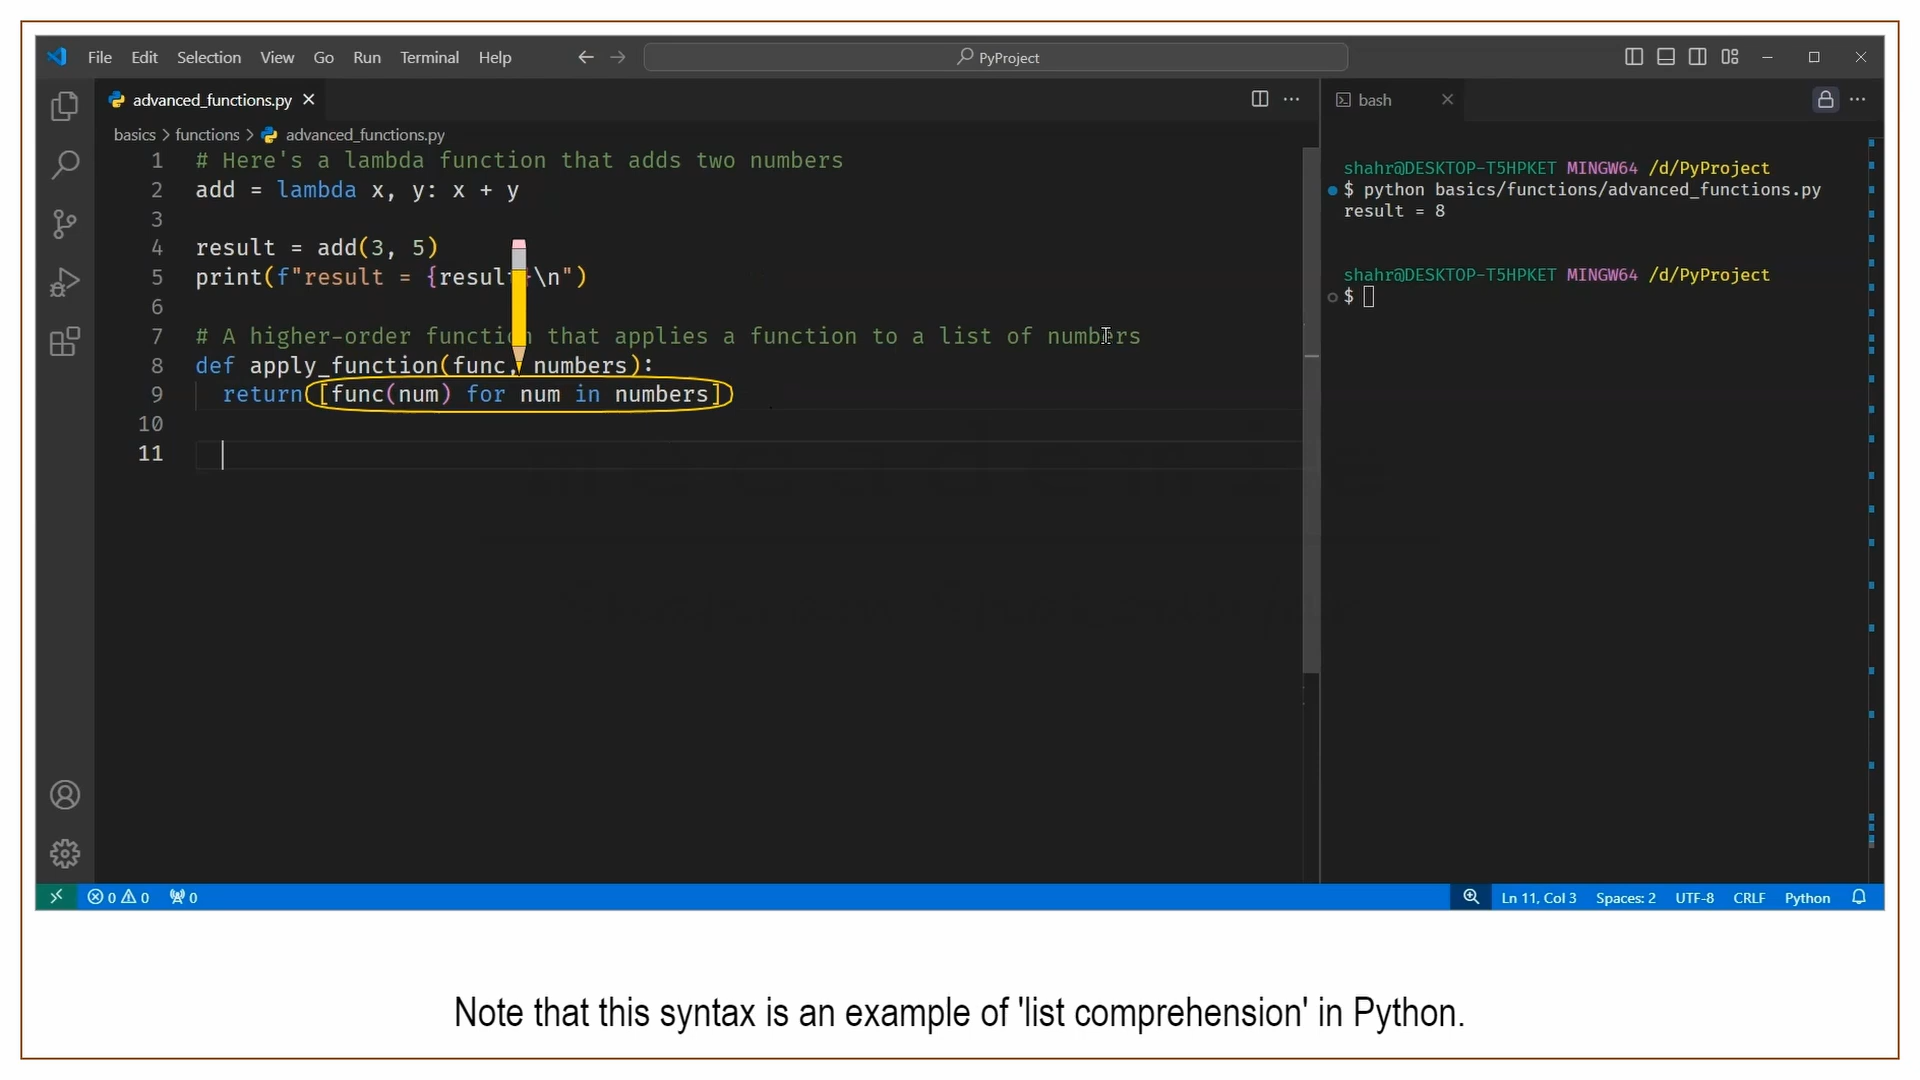 File Edit Selection View Go Run Terminal Help
PyProject
advanced_functions.py
basics > functions > advanced_functions.py
1 # Here's a lambda function that adds two numbers
2 add = lambda x, y: x + y
3
4 result = add(3, 5)
5 print(f"result = {result}\n")
6
7 # A higher-order function that applies a function to a list of numbers
8 def apply_function(func, numbers):
9 return [func(num) for num in numbers]
10
11
bash
shahr@DESKTOP-T5HPKET MINGW64 /d/PyProject
$ python basics/functions/advanced_functions.py
result = 8
shahr@DESKTOP-T5HPKET MINGW64 /d/PyProject
$
0 0 0
Ln 11, Col 3 Spaces: 2 UTF-8 CRLF Python
Note that this syntax is an example of 'list comprehension' in Python.